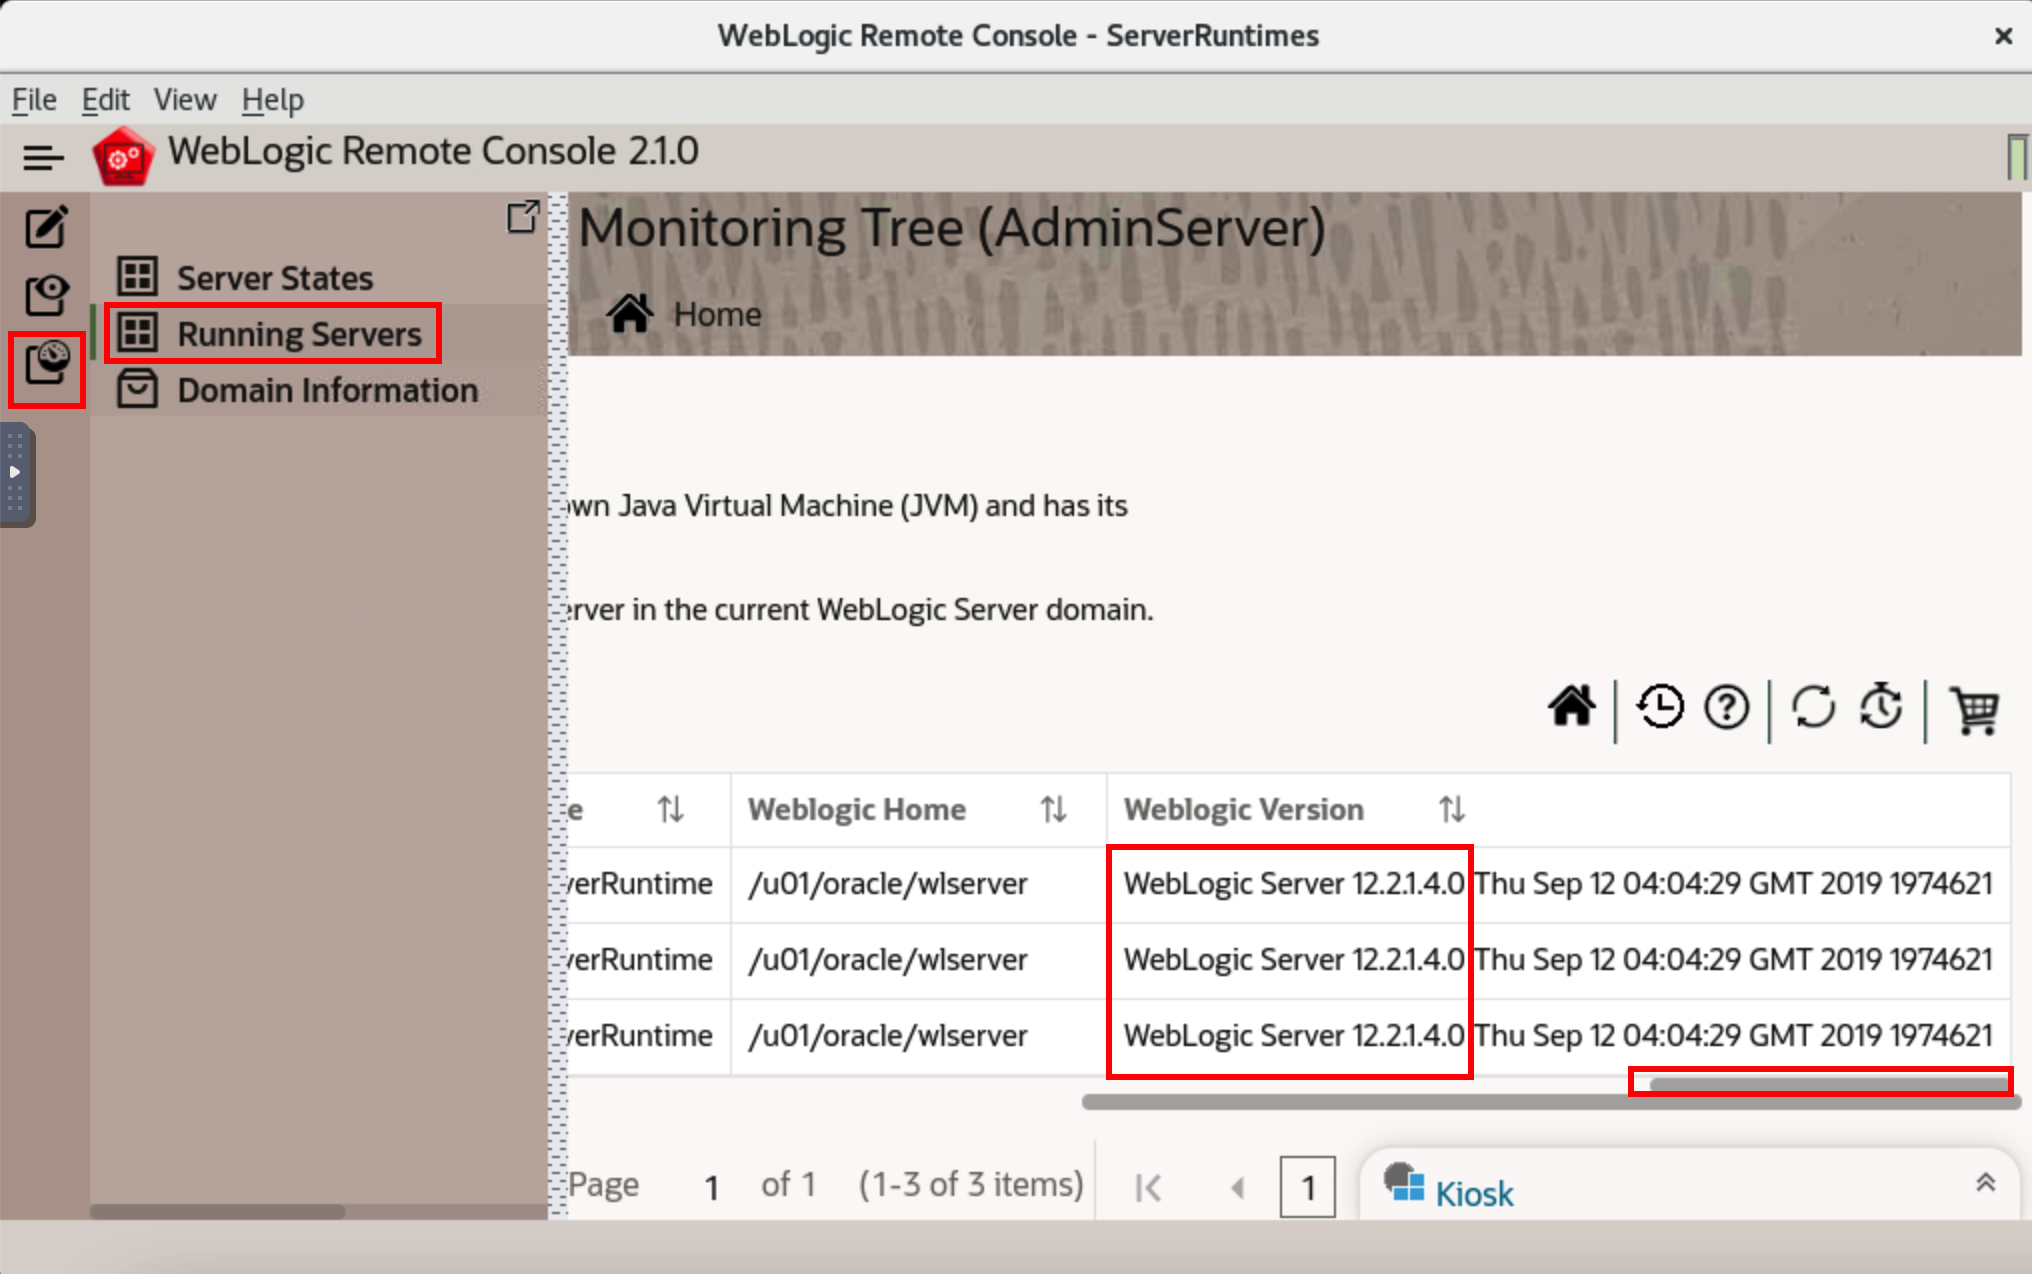 WebLogic Remote Console - ServerRuntimes
File Edit View Help
WebLogic Remote Console 2.1.0
Server States
Running Servers
Domain Information
Monitoring Tree (AdminServer)
Home
wn Java Virtual Machine (JVM) and has its
rver in the current WebLogic Server domain.
e Weblogic Home Weblogic Version
verRuntime /u01/oracle/wlserver WebLogic Server 12.2.1.4.0 Thu Sep 12 04:04:29 GMT 2019 1974621
verRuntime /u01/oracle/wlserver WebLogic Server 12.2.1.4.0 Thu Sep 12 04:04:29 GMT 2019 1974621
verRuntime /u01/oracle/wlserver WebLogic Server 12.2.1.4.0 Thu Sep 12 04:04:29 GMT 2019 1974621
Page 1 of 1 (1-3 of 3 items) 1
Kiosk